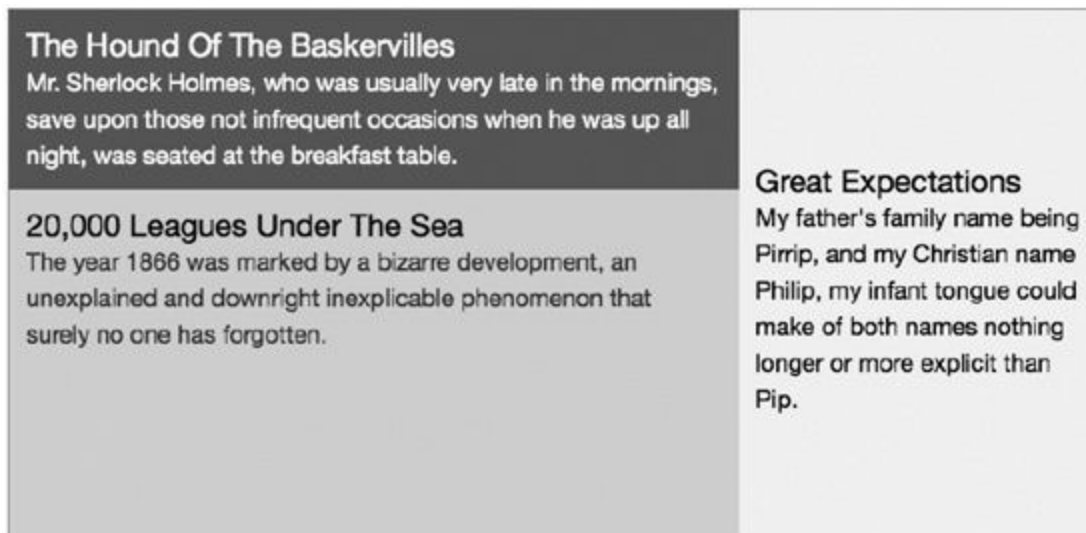 The Hound Of The Baskervilles
Mr. Sherlock Holmes, who was usually very late in the mornings,
save upon those not infrequent occasions when he was up all
night, was seated at the breakfast table.
20,000 Leagues Under The Sea
The year 1866 was marked by a bizarre development, an
unexplained and downright inexplicable phenomenon that
surely no one has forgotten.
Great Expectations
My father's family name being
Pirrip, and my Christian name
Philip, my infant tongue could
make of both names nothing
longer or more explicit than
Pip.